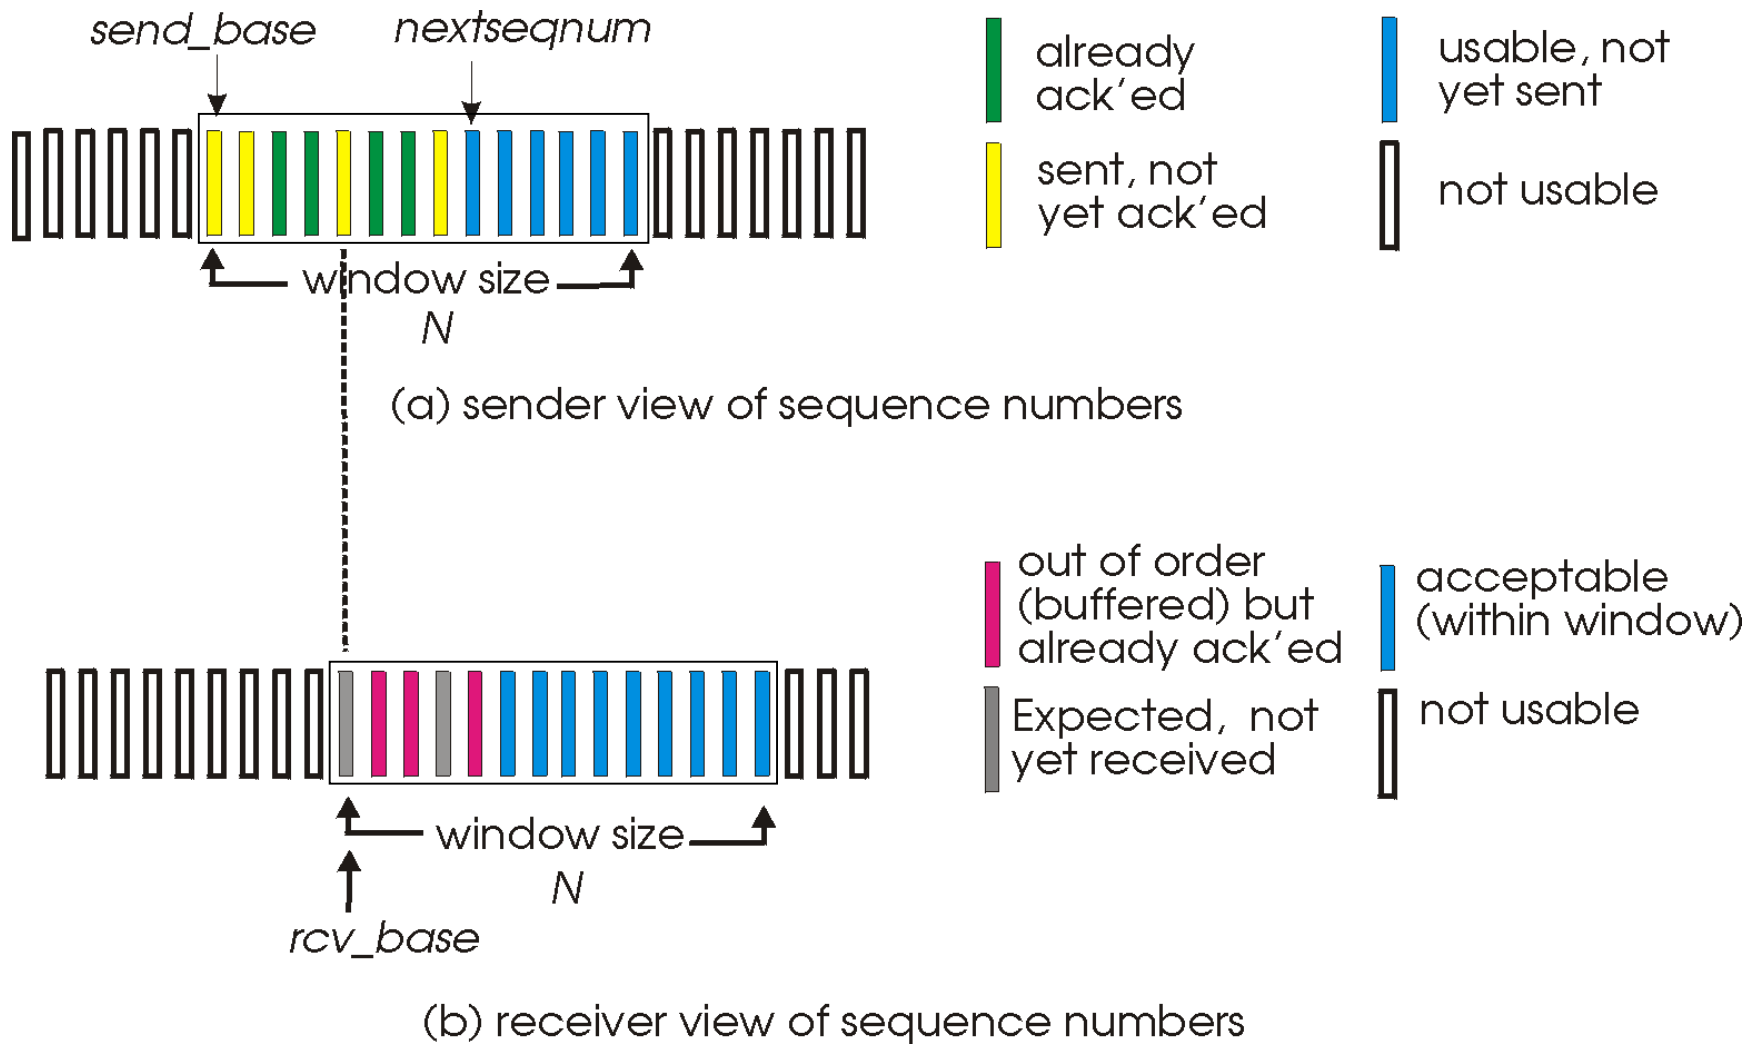 send_base
nextseqnum
already
ack'ed
usable, not
yet sent
sent, not
yet ack'ed
not usable
window size
N
(a) sender view of sequence numbers
out of order
(buffered) but
already ack'ed
acceptable
(within window)
Expected, not
yet received
not usable
window size
N
rcv_base
(b) receiver view of sequence numbers